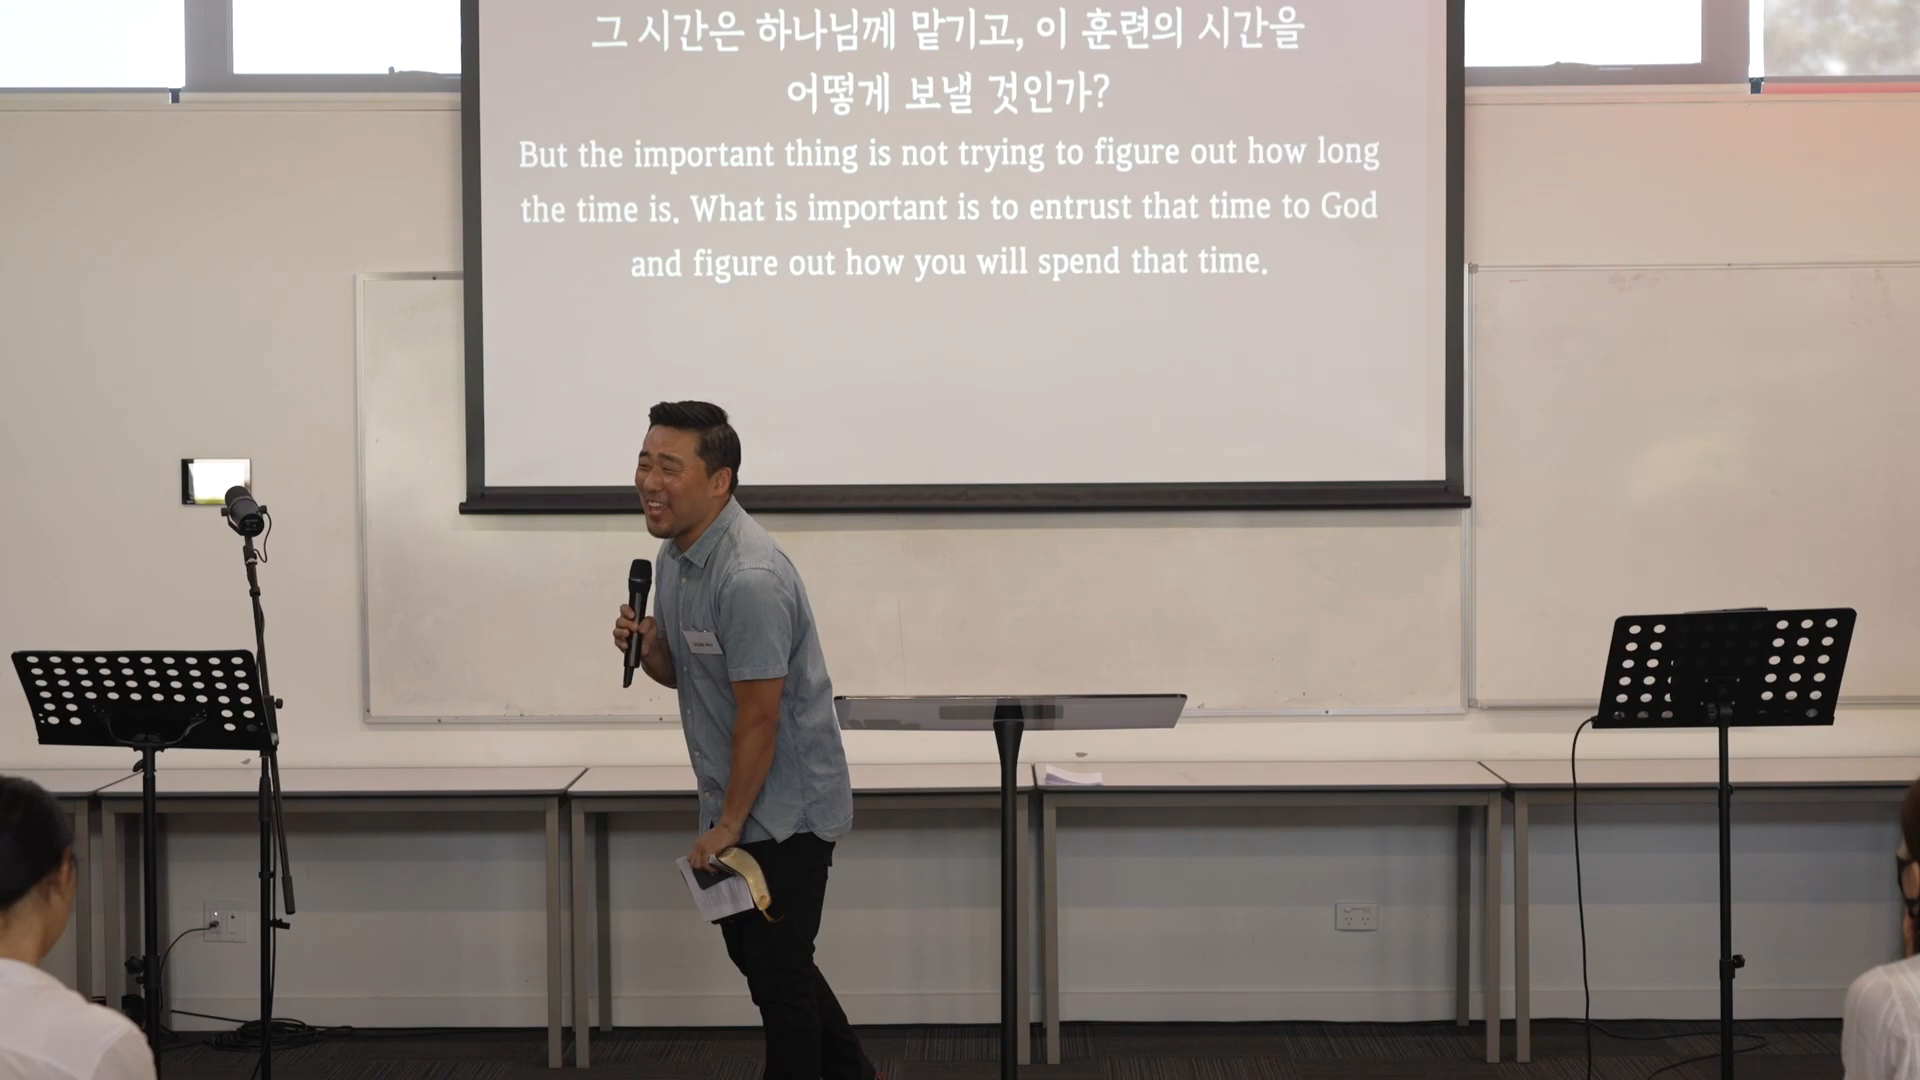 그 시간은 하나님께 맡기고, 이 훈련의 시간을
어떻게 보낼 것인가?
But the important thing is not trying to figure out how long
the time is. What is important is to entrust that time to God
and figure out how you will spend that time.